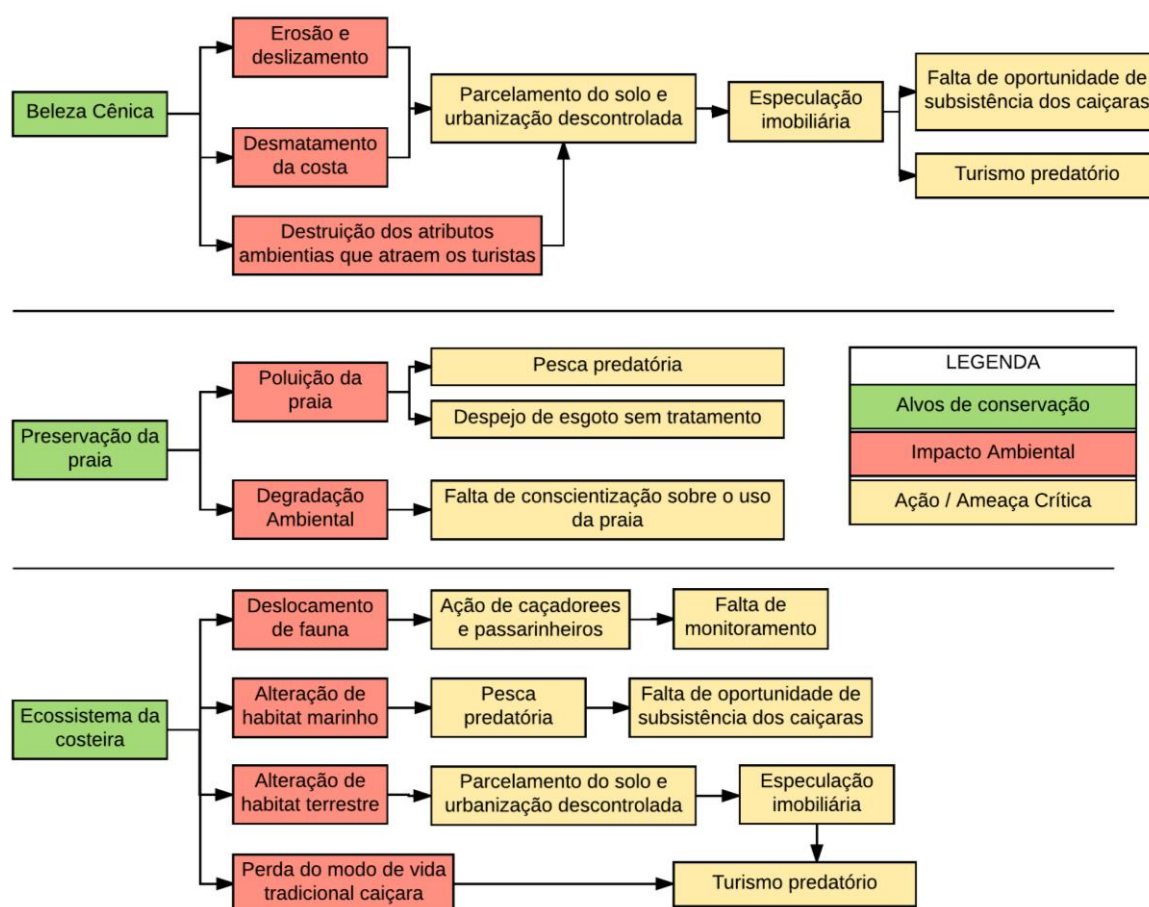 Beleza Cênica
Erosão e
deslizamento
Desmatamento
da costa
Destruição dos atributos
ambientias que atraem os turistas
Parcelamento do solo e
urbanização descontrolada
Especulação
imobiliária
Falta de oportunidade de
subsistência dos caiçaras
Turismo predatório
Preservação da
praia
Poluição da
praia
Degradação
Ambiental
Pesca predatória
Despejo de esgoto sem tratamento
Falta de conscientização sobre o uso
da praia
LEGENDA
Alvos de conservação
Impacto Ambiental
Ação / Ameaça Crítica
Ecossistema da
costeira
Deslocamento
de fauna
Ação de caçadorees
e passarinheiros
Falta de
monitoramento
Alteração de
habitat marinho
Pesca
predatória
Falta de oportunidade de
subsistência dos caiçaras
Alteração de
habitat terrestre
Parcelamento do solo e
urbanização descontrolada
Especulação
imobiliária
Perda do modo de vida
tradicional caiçara
Turismo predatório